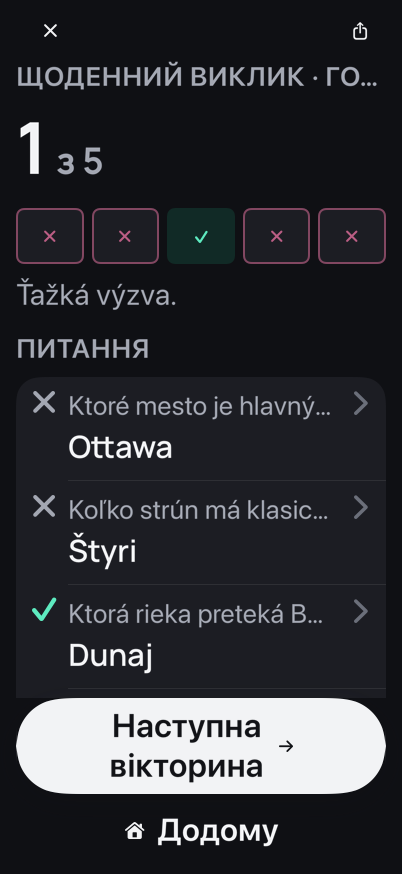 ЩОДЕННИЙ ВИКЛИК · ГО...
1 з 5
Ťažká výzva.
ПИТАННЯ
Ktoré mesto je hlavný...
Ottawa
Koľko strún má klasic...
Štyri
Ktorá rieka preteká B...
Dunaj
Наступна
вікторина
Додому